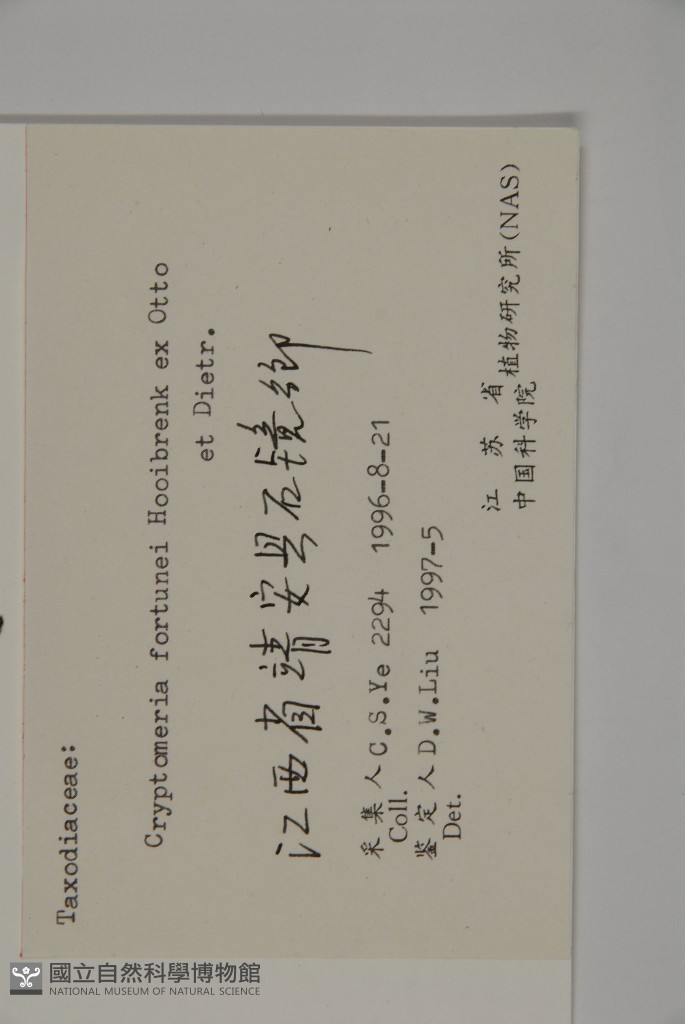 Taxodiaceae:
Cryptomeria fortunei Hooibrenk ex Otto
et Dietr.
江西省靖安县石镜乡
采集人 C.S.Ye 2294 1996-8-21
Coll.
鉴定人 D.W.Liu 1997-5
Det.
江苏省
中国科学院 植物研究所(NAS)
國立自然科學博物館
NATIONAL MUSEUM OF NATURAL SCIENCE